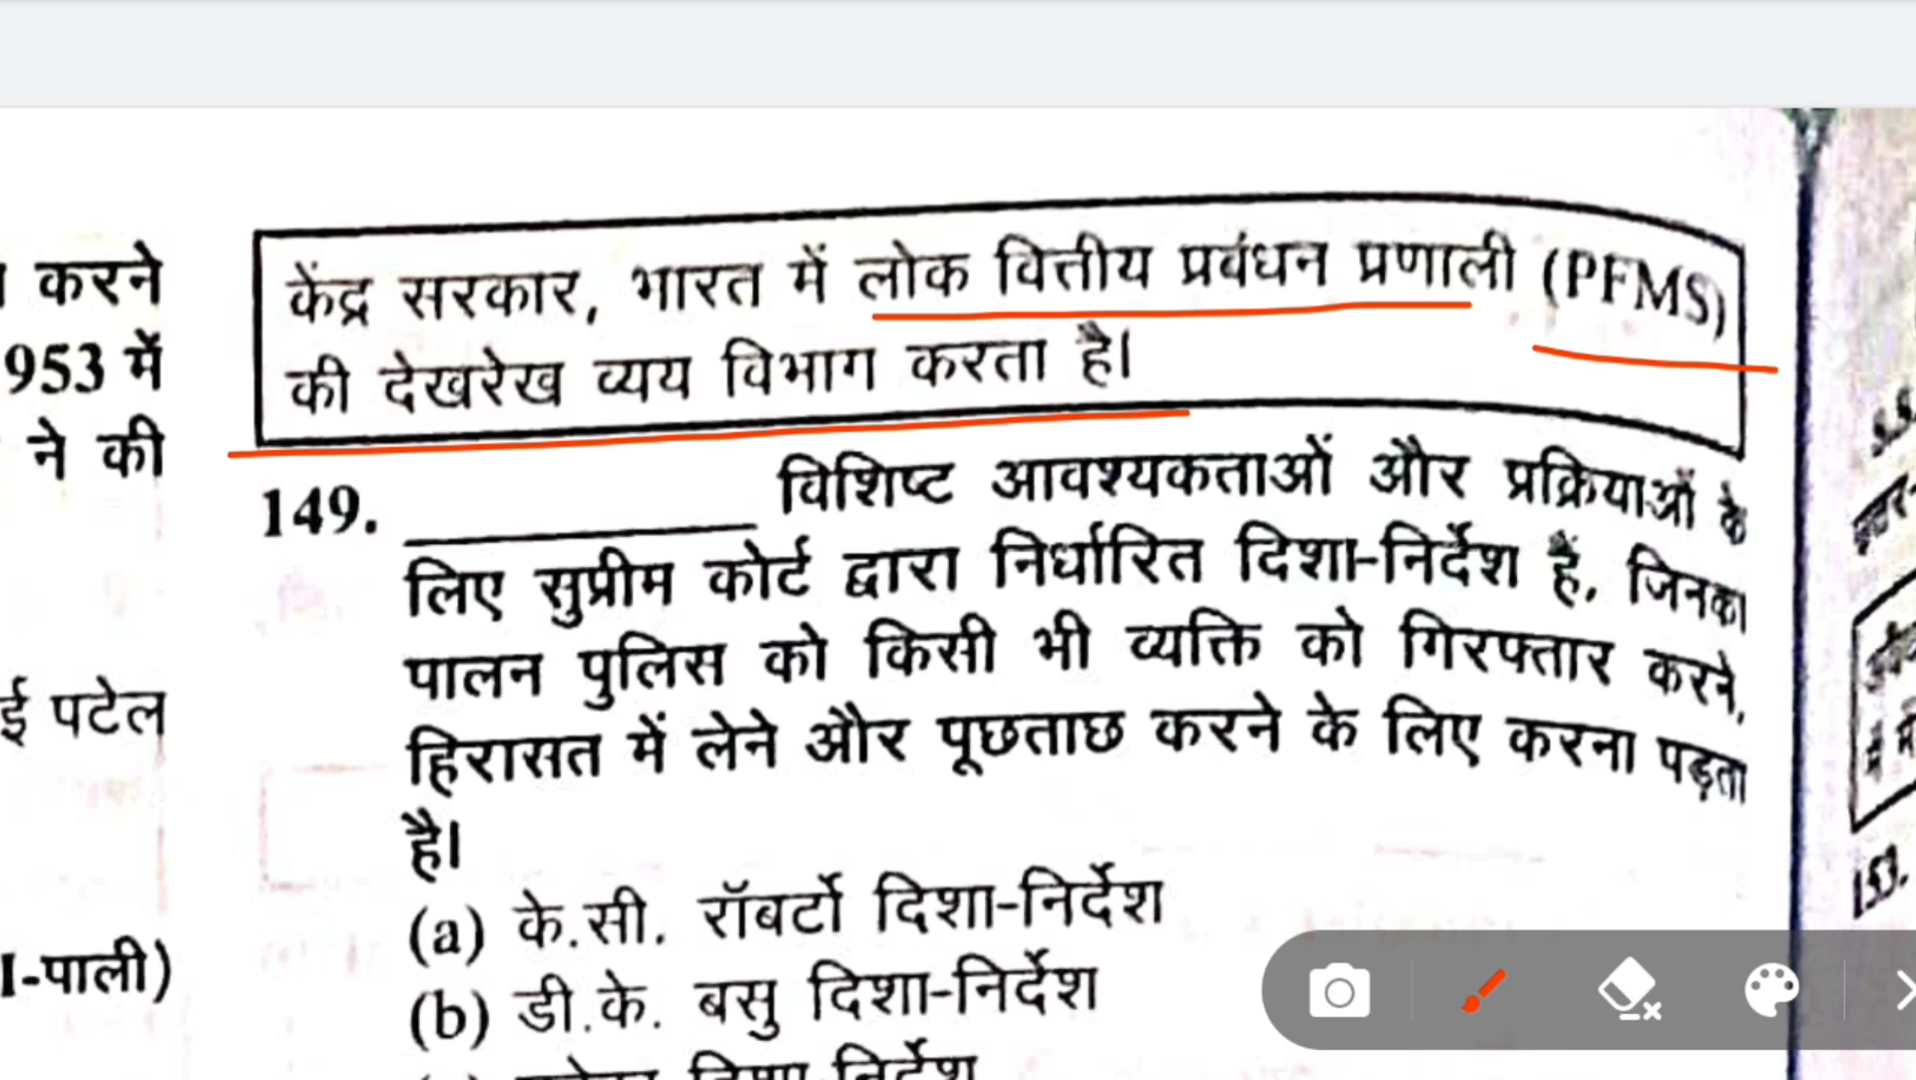 करने
953 में
ने की
ई पटेल
I-पाली)
केंद्र सरकार, भारत में लोक वित्तीय प्रबंधन प्रणाली (PFMS)
की देखरेख व्यय विभाग करता है।
149. ________ विशिष्ट आवश्यकताओं और प्रक्रियाओं के
लिए सुप्रीम कोर्ट द्वारा निर्धारित दिशा-निर्देश हैं, जिनका
पालन पुलिस को किसी भी व्यक्ति को गिरफ्तार करने,
हिरासत में लेने और पूछताछ करने के लिए करना पड़ता
है।
(a) के.सी. रॉबर्टो दिशा-निर्देश
(b) डी.के. बसु दिशा-निर्देश
दिशा-निर्देश
153.